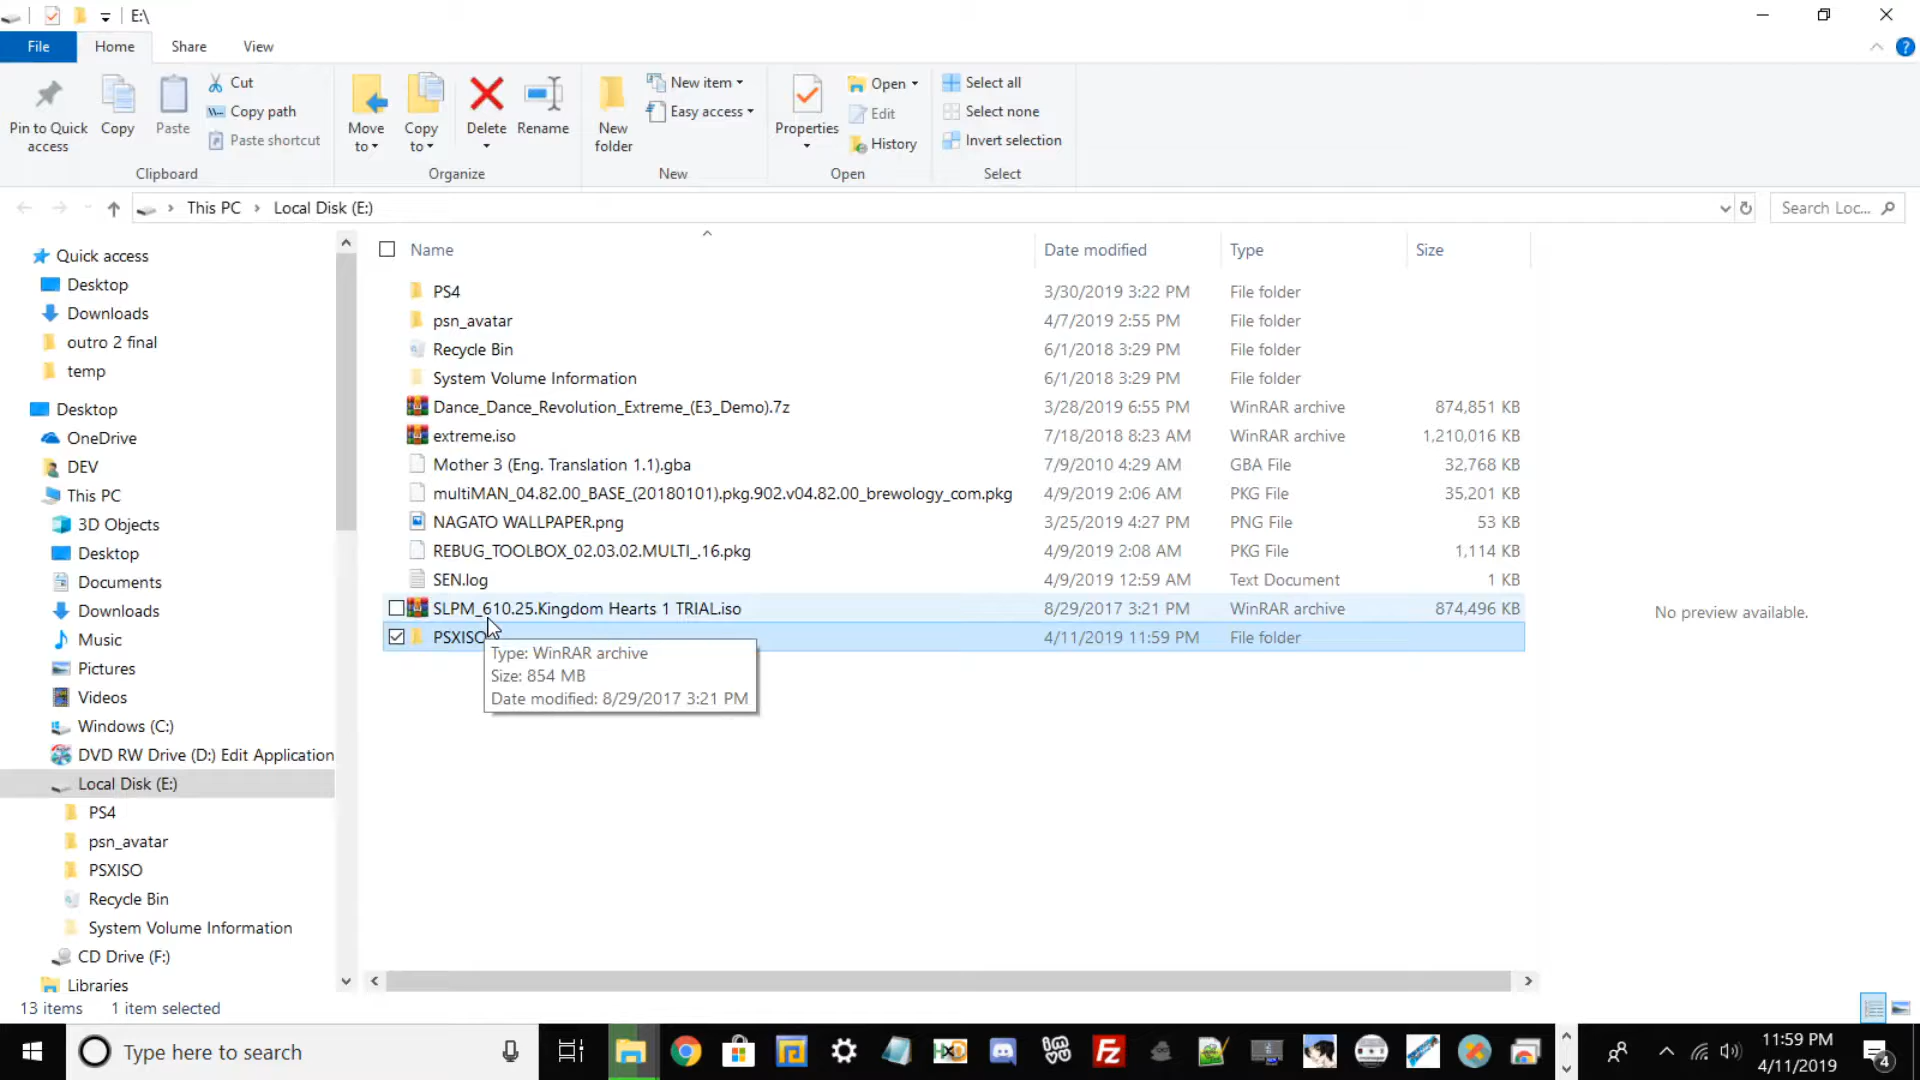 E:\
File
Home
Share
View
Pin to Quick access
Copy
Paste
Cut
Copy path
Paste shortcut
Clipboard
Move to
Copy to
Delete
Rename
Organize
New folder
New item
Easy access
New
Properties
Open
Edit
History
Open
Select all
Select none
Invert selection
Select
This PC > Local Disk (E:)
Search Loc...
Quick access
Desktop
Downloads
outro 2 final
temp
Desktop
OneDrive
DEV
This PC
3D Objects
Desktop
Documents
Downloads
Music
Pictures
Videos
Windows (C:)
DVD RW Drive (D:) Edit Application
Local Disk (E:)
PS4
psn_avatar
PSXISO
Recycle Bin
System Volume Information
CD Drive (F:)
Libraries
Name Date modified Type Size
PS4 3/30/2019 3:22 PM File folder
psn_avatar 4/7/2019 2:55 PM File folder
Recycle Bin 6/1/2018 3:29 PM File folder
System Volume Information 6/1/2018 3:29 PM File folder
Dance_Dance_Revolution_Extreme_(E3_Demo).7z 3/28/2019 6:55 PM WinRAR archive 874,851 KB
extreme.iso 7/18/2018 8:23 AM WinRAR archive 1,210,016 KB
Mother 3 (Eng. Translation 1.1).gba 7/9/2010 4:29 AM GBA File 32,768 KB
multiMAN_04.82.00_BASE_(20180101).pkg.902.v04.82.00_brewology_com.pkg 4/9/2019 2:06 AM PKG File 35,201 KB
NAGATO WALLPAPER.png 3/25/2019 4:27 PM PNG File 53 KB
REBUG_TOOLBOX_02.03.02.MULTI_.16.pkg 4/9/2019 2:08 AM PKG File 1,114 KB
SEN.log 4/9/2019 12:59 AM Text Document 1 KB
SLPM_610.25.Kingdom Hearts 1 TRIAL.iso 8/29/2017 3:21 PM WinRAR archive 874,496 KB
PSXISO 4/11/2019 11:59 PM File folder
Type: WinRAR archive
Size: 854 MB
Date modified: 8/29/2017 3:21 PM
No preview available.
13 items 1 item selected
Type here to search
11:59 PM
4/11/2019
4